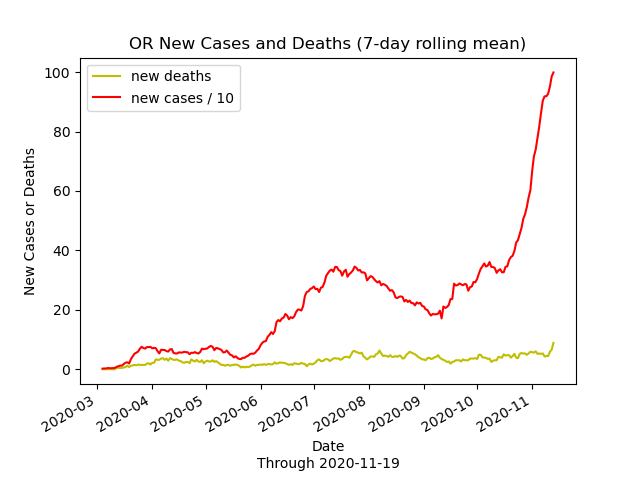 OR New Cases and Deaths (7-day rolling mean)
new deaths
new cases / 10
100
80
60
40
20
0
New Cases or Deaths
2020-03
2020-04
2020-05
2020-06
2020-07
2020-08
2020-09
2020-10
2020-11
Date
Through 2020-11-19